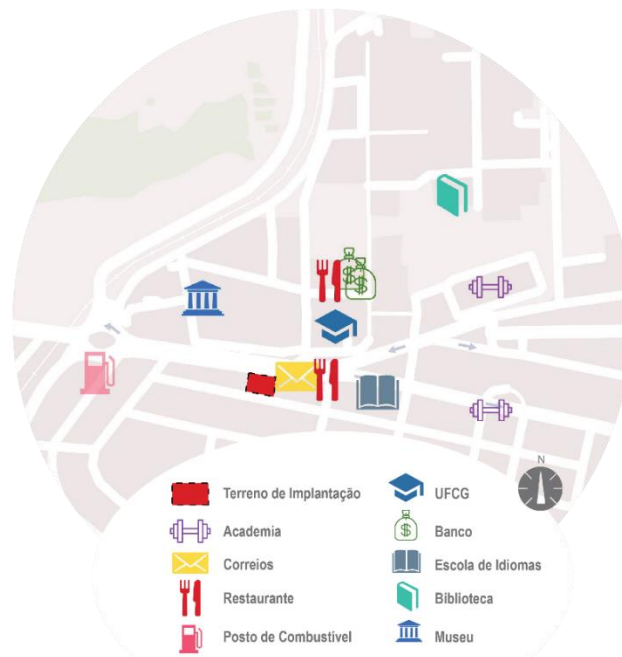 N
Terreno de Implantação
UFCG
Academia
Banco
Correios
Escola de Idiomas
Restaurante
Biblioteca
Posto de Combustível
Museu